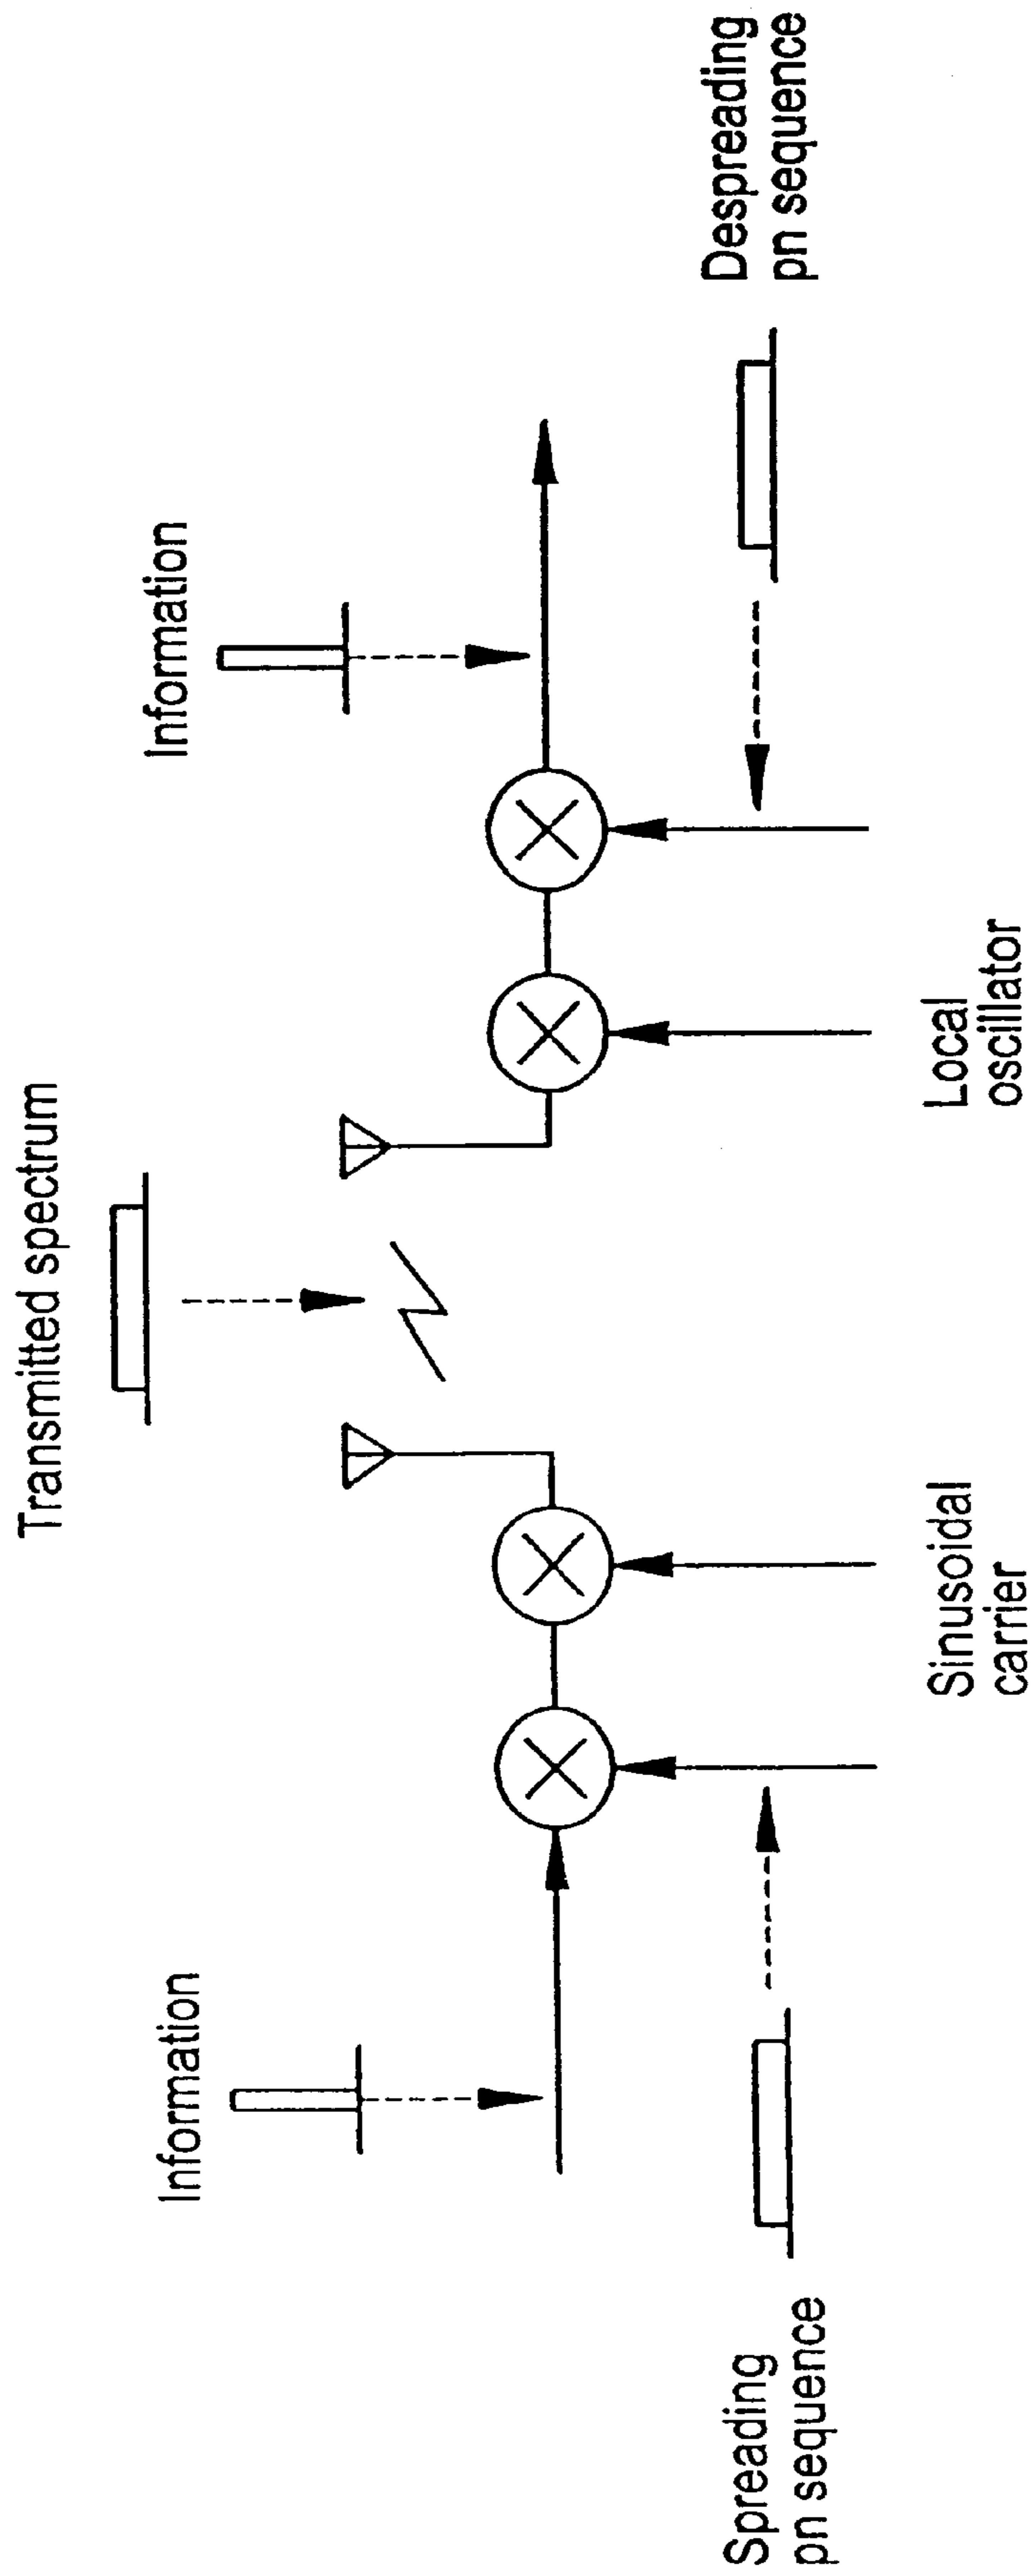 Transmitted spectrum
Information
Information
Spreading
pn sequence
Sinusoidal
carrier
Local
oscillator
Despreading
pn sequence